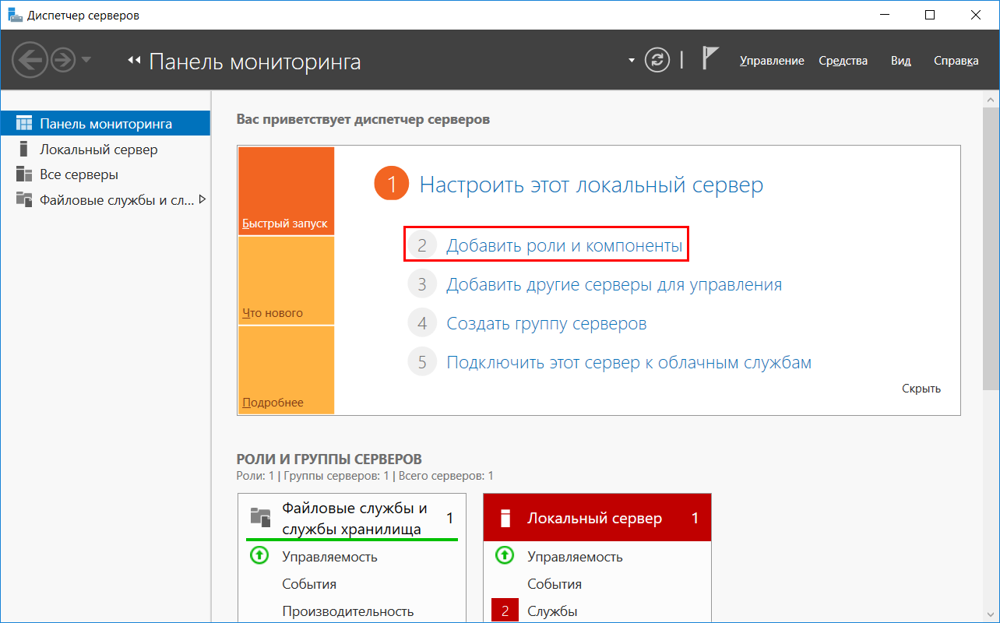 Диспетчер серверов
Панель мониторинга
Управление Средства Вид Справка
Панель мониторинга
Локальный сервер
Все серверы
Файловые службы и сл...
Вас приветствует диспетчер серверов
Быстрый запуск
Что нового
Подробнее
1 Настроить этот локальный сервер
2 Добавить роли и компоненты
3 Добавить другие серверы для управления
4 Создать группу серверов
5 Подключить этот сервер к облачным службам
Скрыть
РОЛИ И ГРУППЫ СЕРВЕРОВ
Роли: 1 | Группы серверов: 1 | Всего серверов: 1
Файловые службы и
службы хранилища 1
Управляемость
События
Производительность
Локальный сервер 1
Управляемость
События
2 Службы